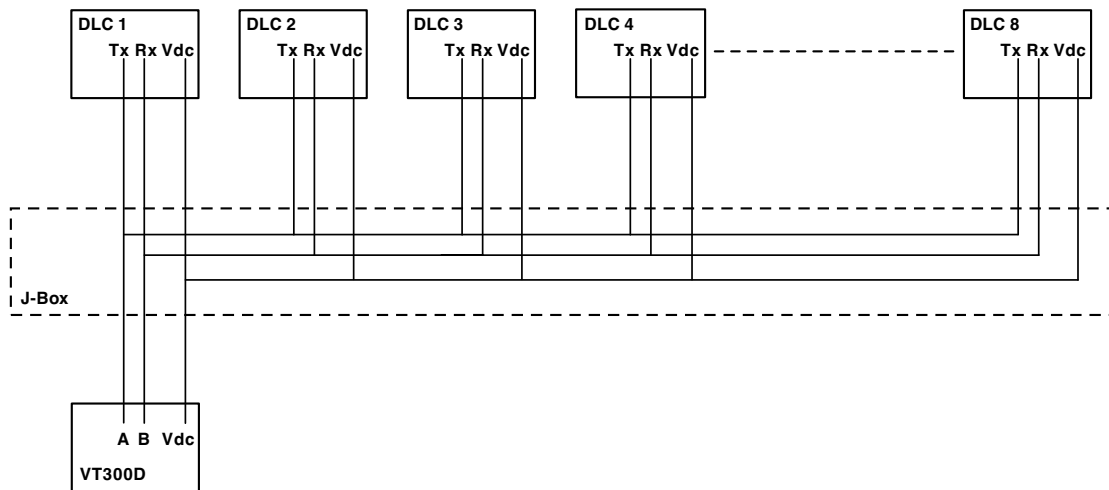 DLC 1
Tx Rx Vdc
DLC 2
Tx Rx Vdc
DLC 3
Tx Rx Vdc
DLC 4
Tx Rx Vdc
DLC 8
Tx Rx Vdc
J-Box
A B Vdc
VT300D